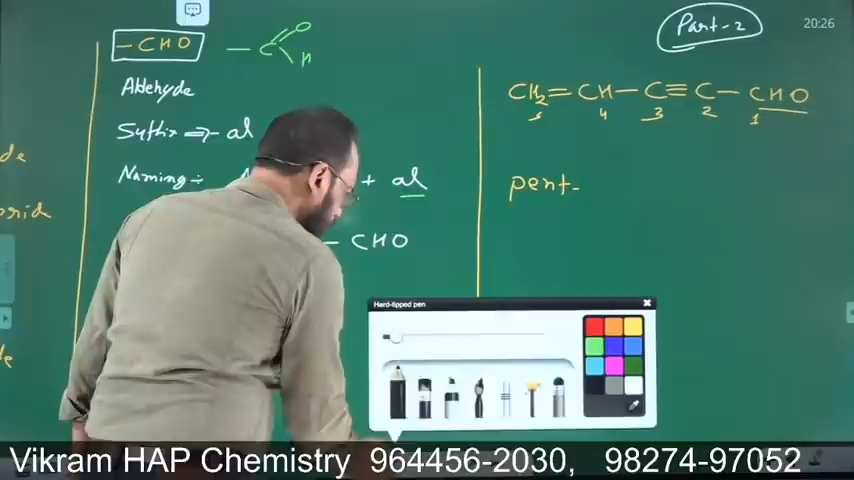 Part-2
20:26
-CHO
- C O H
Aldehyde
Suffix ⇒ - al
Naming :-
+ al
- CHO
CH2 = CH - C ≡ C - CHO
5 4 3 2 1
pent-
de
oride
de
Hard-tipped pen
Vikram HAP Chemistry 964456-2030, 98274-97052